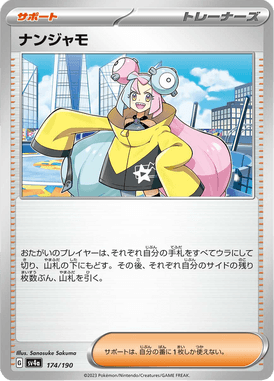 サポート トレーナーズ
ナンジャモ
おたがいのプレイヤーは、それぞれ自分の手札をすべてウラにして
切り、山札の下にもどす。その後、それぞれ自分のサイドの残り
枚数ぶん、山札を引く。
Illus. Sanosuke Sakuma
G sv4a 174/190
サポートは、自分の番に1枚しか使えない。
©2023 Pokémon/Nintendo/Creatures/GAME FREAK.